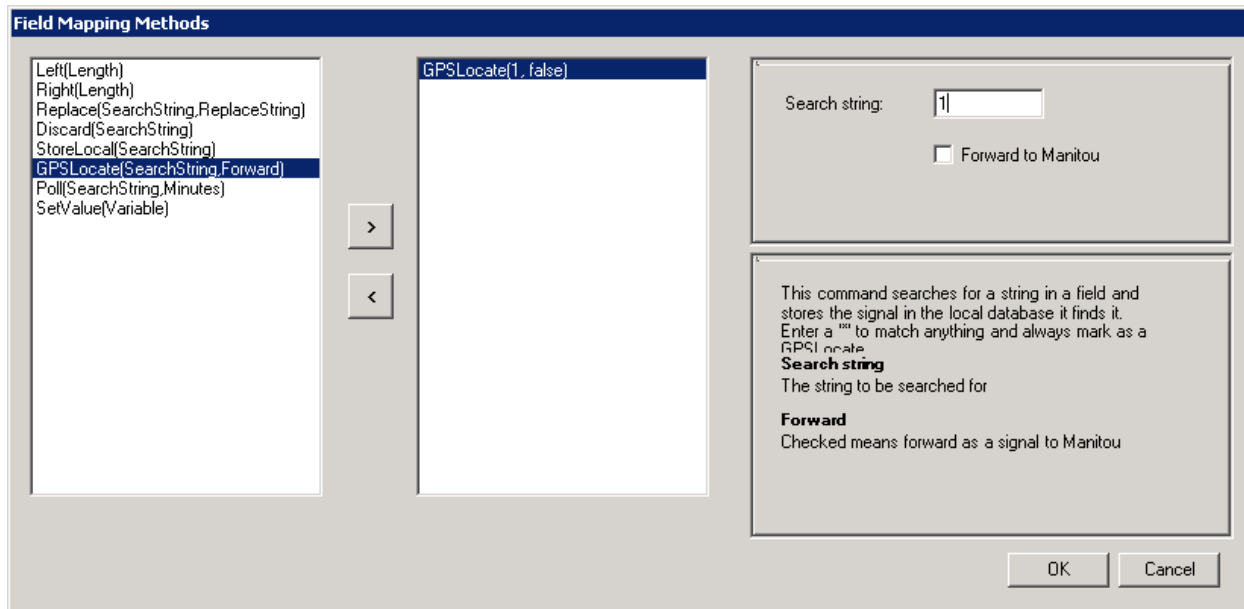 Field Mapping Methods
Left(Length)
Right(Length)
Replace(SearchString,ReplaceString)
Discard(SearchString)
StoreLocal(SearchString)
GPSLocate(SearchString,Forward)
Poll(SearchString,Minutes)
SetValue(Variable)
>
<
GPSLocate(1, false)
Search string:
1
Forward to Manitou
This command searches for a string in a field and
stores the signal in the local database it finds it.
Enter a "*" to match anything and always mark as a
GPSLocate
Search string
The string to be searched for
Forward
Checked means forward as a signal to Manitou
OK
Cancel